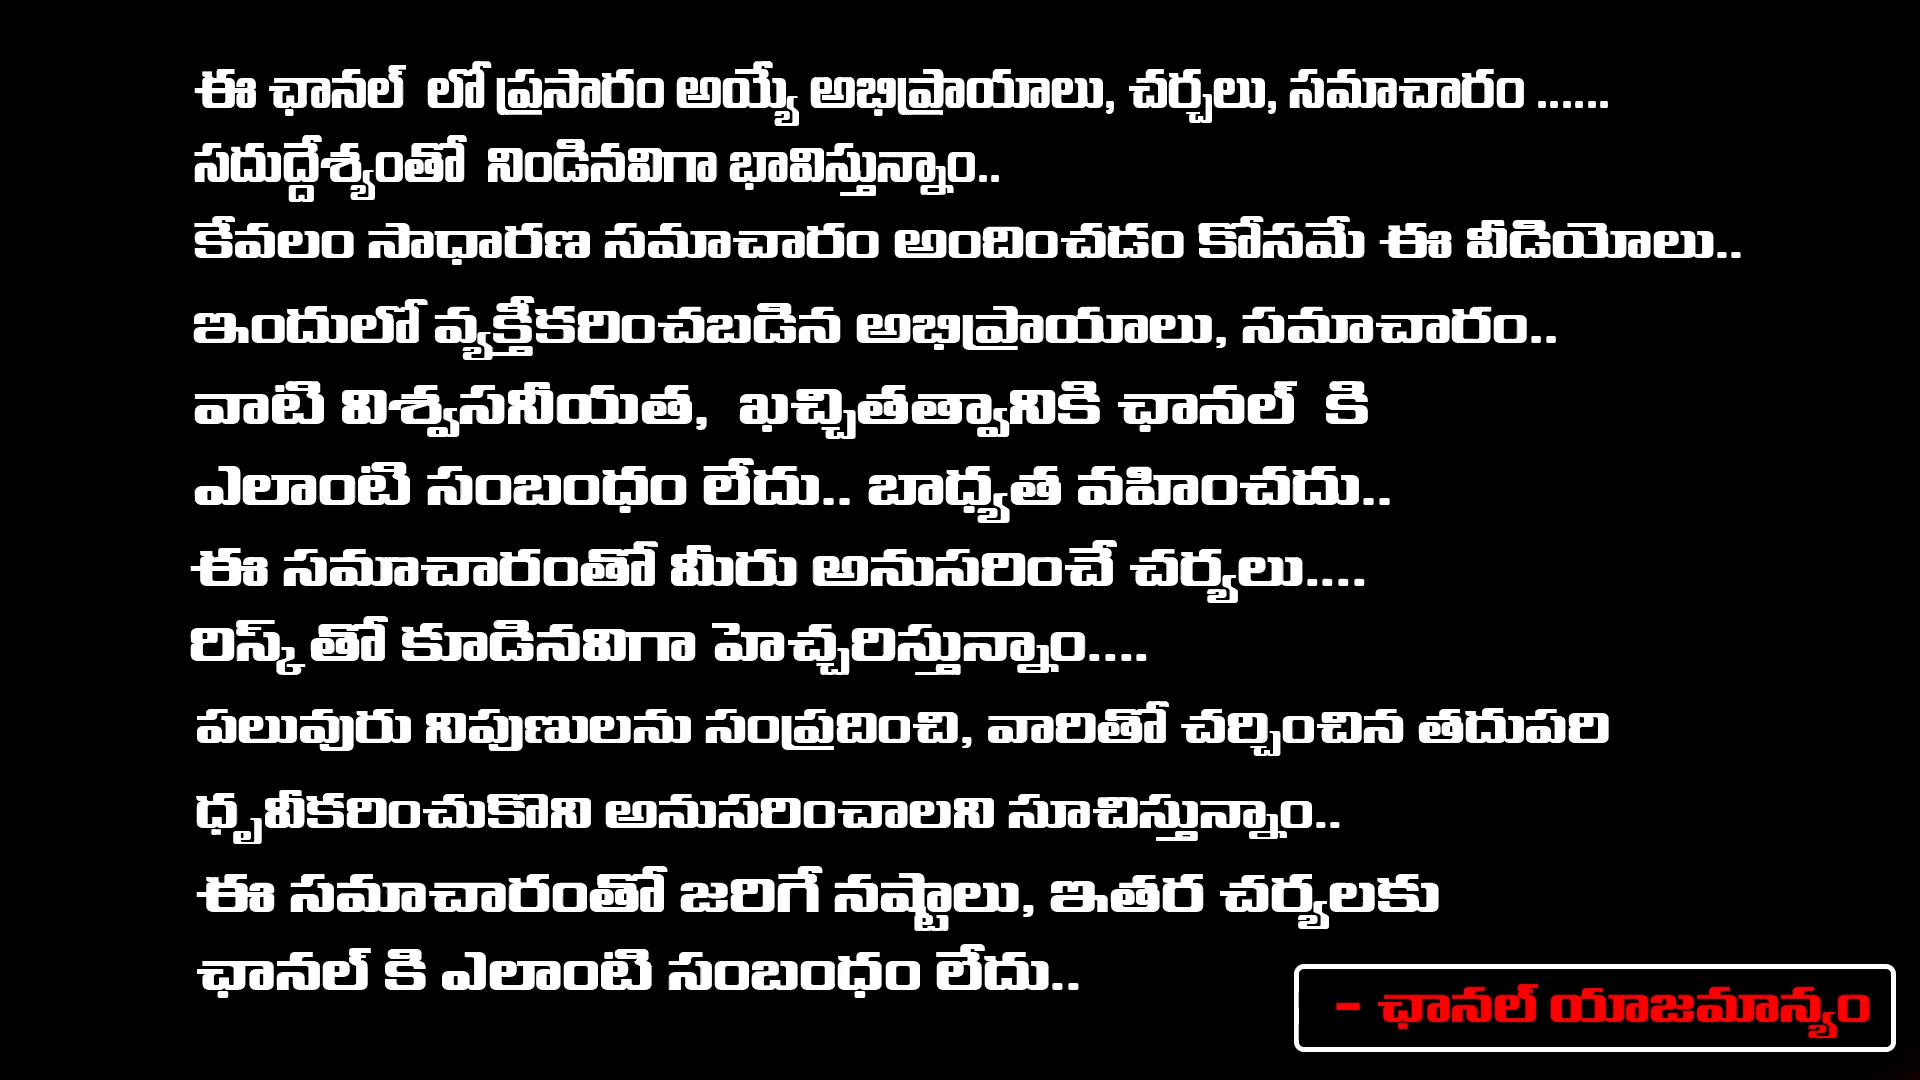 ఈ ఛానల్ లో ప్రసారం అయ్యే అభిప్రాయాలు, చర్చలు, సమాచారం ......
సదుద్దేశ్యంతో నిండినవిగా భావిస్తున్నాం..
కేవలం సాధారణ సమాచారం అందించడం కోసమే ఈ వీడియోలు..
ఇందులో వ్యక్తీకరించబడిన అభిప్రాయాలు, సమాచారం..
వాటి విశ్వసనీయత, ఖచ్చితత్వానికి ఛానల్ కి
ఎలాంటి సంబంధం లేదు.. బాధ్యత వహించదు..
ఈ సమాచారంతో మీరు అనుసరించే చర్యలు....
రిస్క్ తో కూడినవిగా హెచ్చరిస్తున్నాం....
పలువురు నిపుణులను సంప్రదించి, వారితో చర్చించిన తదుపరి
ధృవీకరించుకొని అనుసరించాలని సూచిస్తున్నాం..
ఈ సమాచారంతో జరిగే నష్టాలు, ఇతర చర్యలకు
ఛానల్ కి ఎలాంటి సంబంధం లేదు..
- ఛానల్ యాజమాన్యం